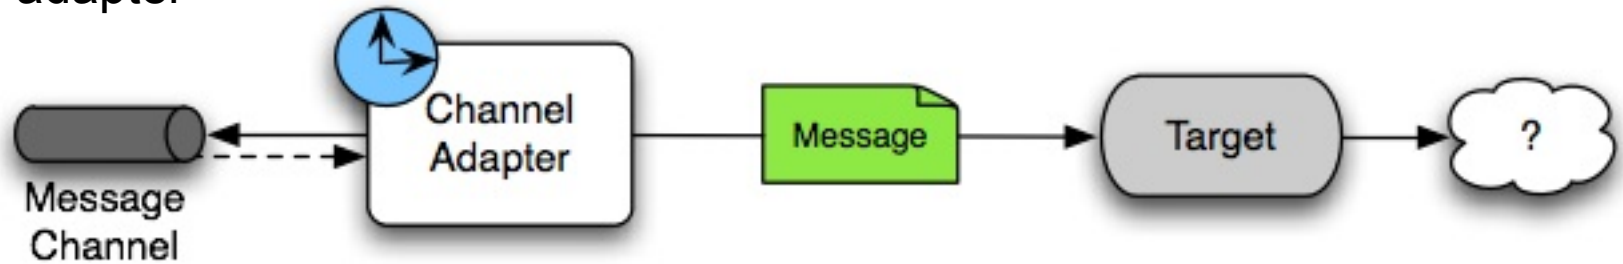 Channel
Adapter
Message
Target
?
Message
Channel